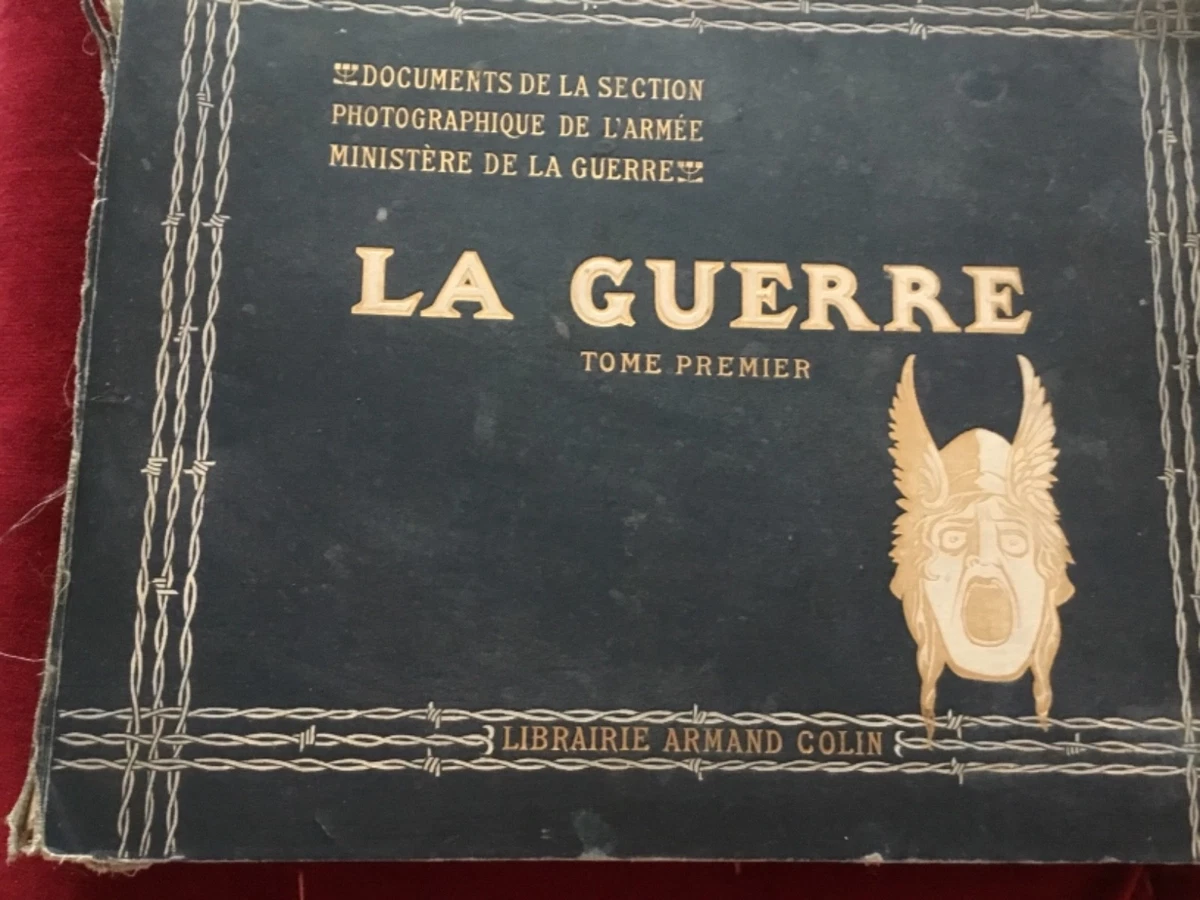 DOCUMENTS DE LA SECTION
PHOTOGRAPHIQUE DE L'ARMÉE
MINISTÈRE DE LA GUERRE
LA GUERRE
TOME PREMIER
LIBRAIRIE ARMAND COLIN